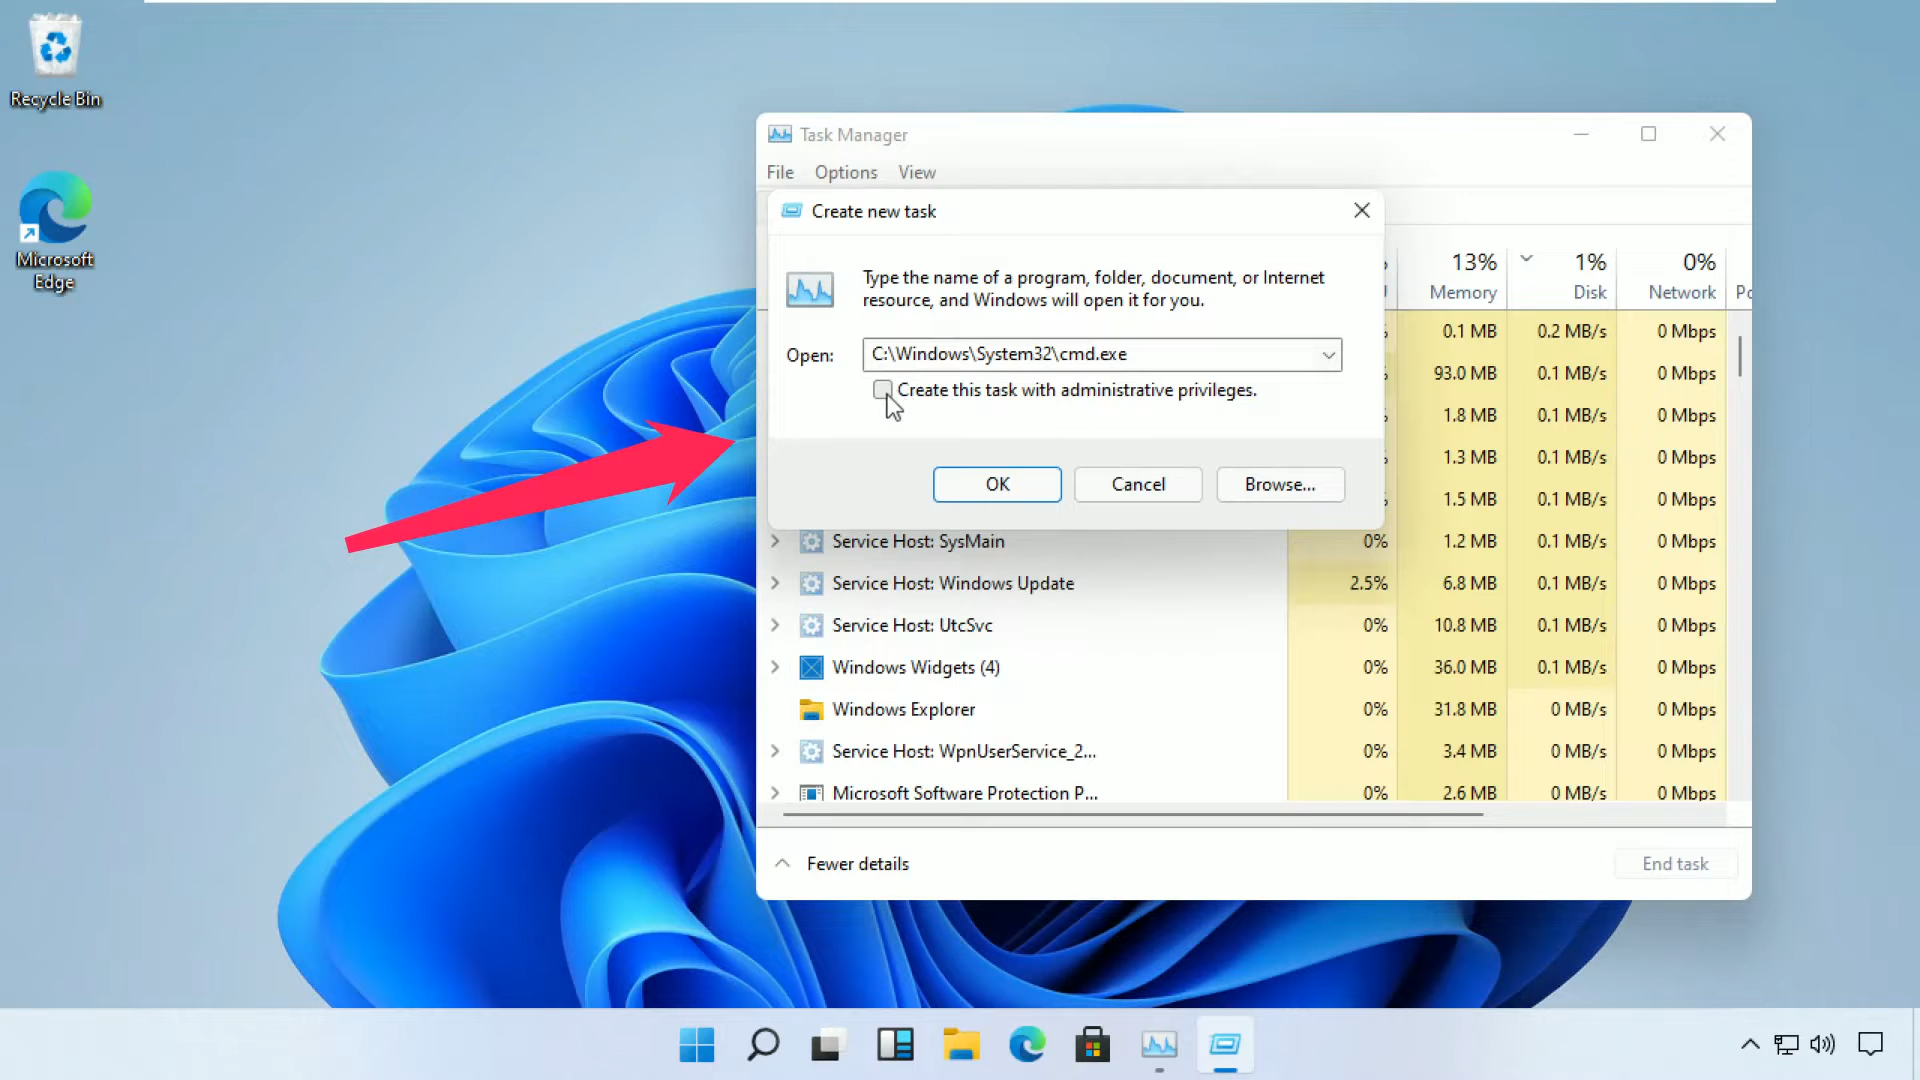 Recycle Bin
Microsoft
Edge
Task Manager
File Options View
Create new task
Type the name of a program, folder, document, or Internet
resource, and Windows will open it for you.
Open: C:\Windows\System32\cmd.exe
Create this task with administrative privileges.
OK Cancel Browse...
13% 1% 0%
Memory Disk Network
0.1 MB 0.2 MB/s 0 Mbps
93.0 MB 0.1 MB/s 0 Mbps
1.8 MB 0.1 MB/s 0 Mbps
1.3 MB 0.1 MB/s 0 Mbps
1.5 MB 0.1 MB/s 0 Mbps
Service Host: SysMain 0% 1.2 MB 0.1 MB/s 0 Mbps
Service Host: Windows Update 2.5% 6.8 MB 0.1 MB/s 0 Mbps
Service Host: UtcSvc 0% 10.8 MB 0.1 MB/s 0 Mbps
Windows Widgets (4) 0% 36.0 MB 0.1 MB/s 0 Mbps
Windows Explorer 0% 31.8 MB 0 MB/s 0 Mbps
Service Host: WpnUserService_2... 0% 3.4 MB 0 MB/s 0 Mbps
Microsoft Software Protection P... 0% 2.6 MB 0 MB/s 0 Mbps
Fewer details
End task